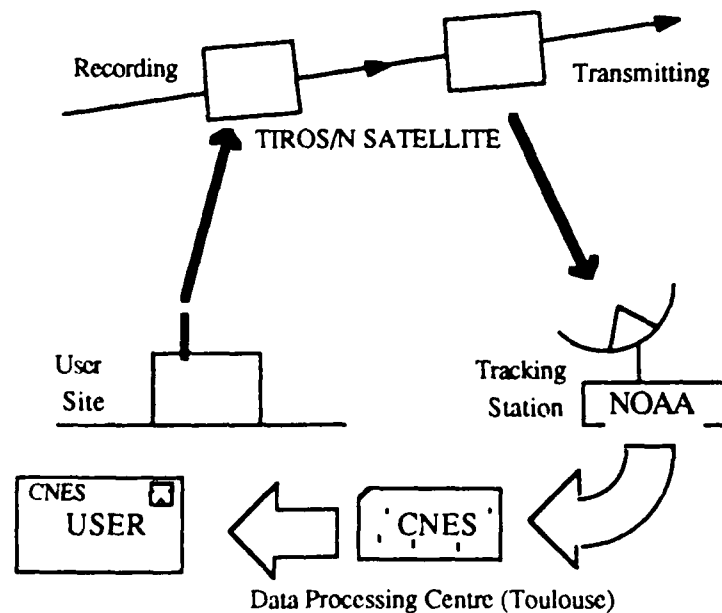 Recording
Transmitting
TIROS/N SATELLITE
User
Site
Tracking
Station
NOAA
CNES
USER
CNES
Data Processing Centre (Toulouse)